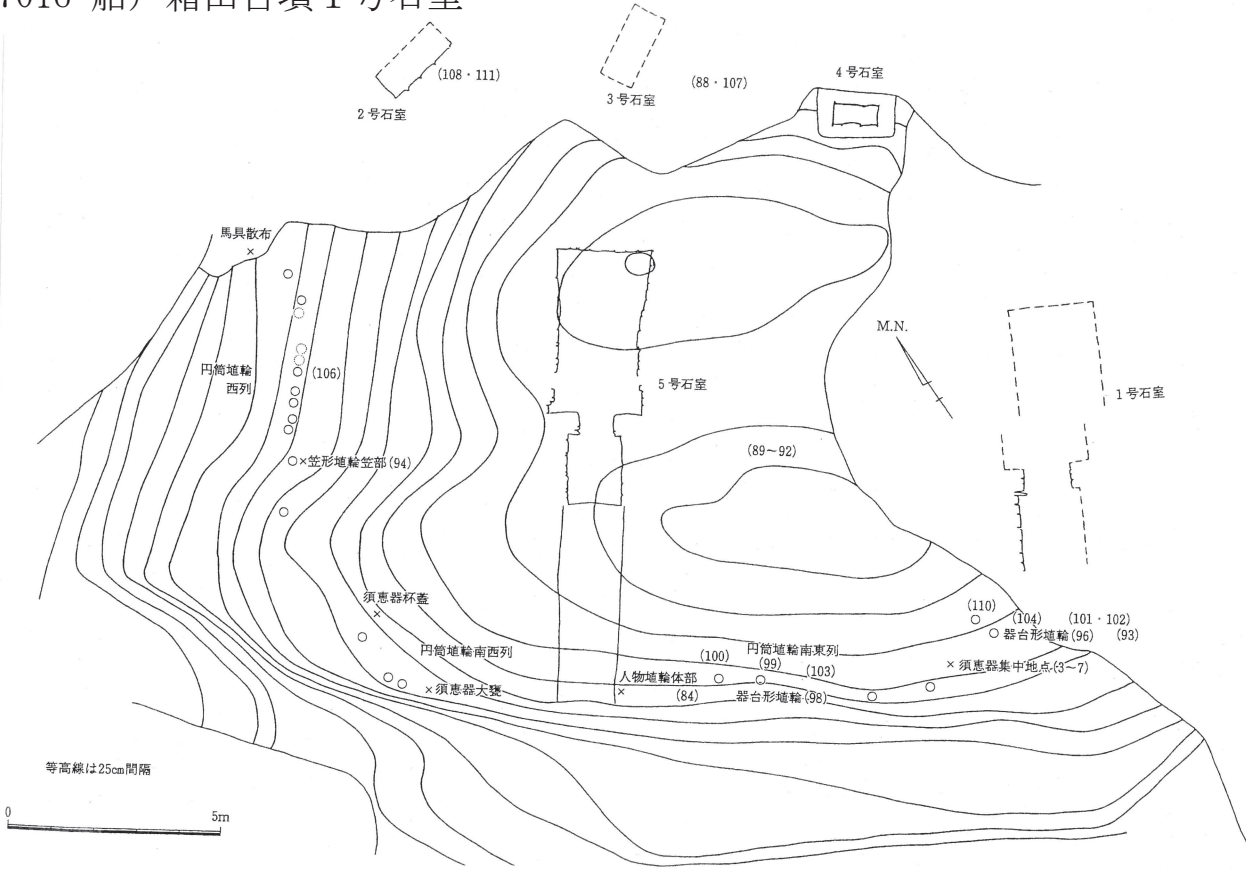 (108・111)
2号石室
3号石室
(88・107)
4号石室
馬具散布
円筒埴輪
西列
(106)
5号石室
M.N.
1号石室
笠形埴輪笠部(94)
(89～92)
須恵器杯蓋
円筒埴輪南西列
(100)
円筒埴輪南東列
(99)
(103)
(110)
(104)
(101・102)
器台形埴輪(96)
(93)
須恵器集中地点(3～7)
須恵器大甕
人物埴輪体部
(84)
器台形埴輪(98)
等高線は25cm間隔
0
5m